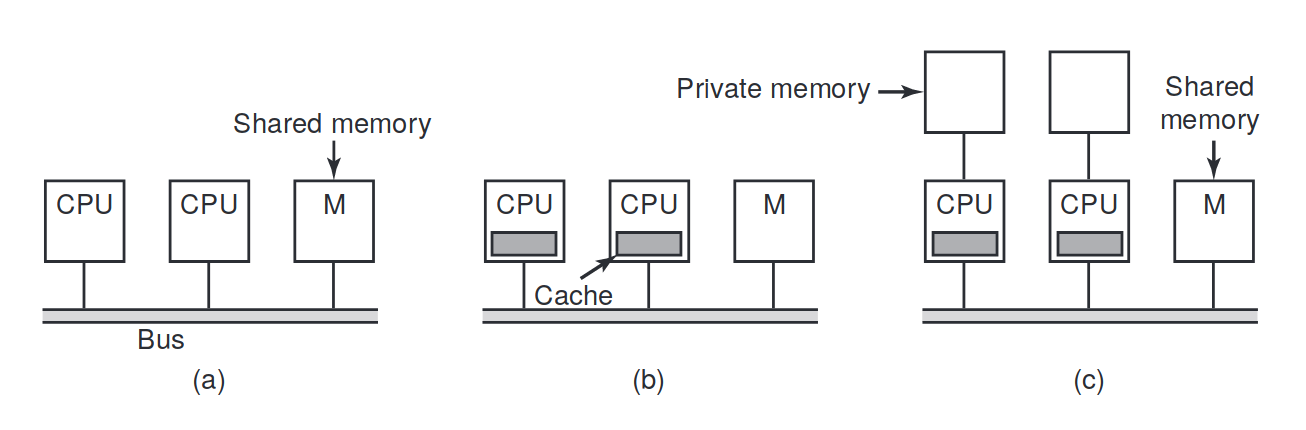 Shared memory
CPU
CPU
M
Bus
(a)
CPU
CPU
M
Cache
(b)
Private memory
Shared
memory
CPU
CPU
M
(c)